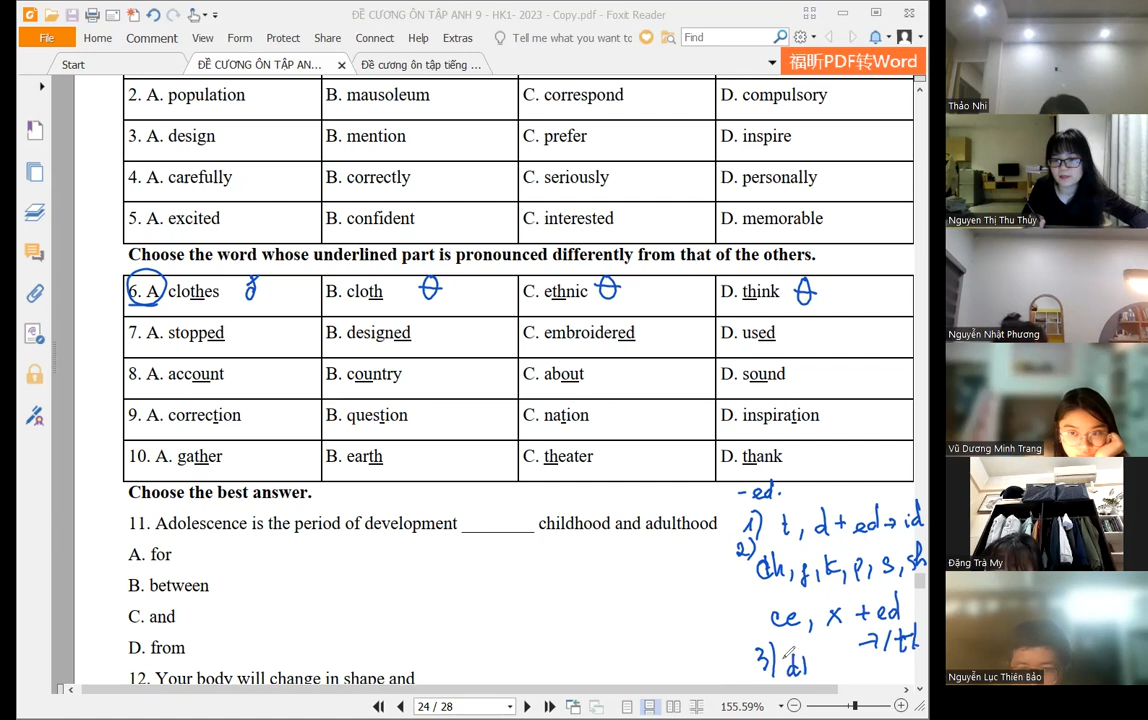 ĐỀ CƯƠNG ÔN TẬP ANH 9 - HK1- 2023 - Copy.pdf - Foxit Reader
File Home Comment View Form Protect Share Connect Help Extras Tell me what you want to Find
Start ĐỀ CƯƠNG ÔN TẬP AN... Đề cương ôn tập tiếng ... 福昕PDF转Word
2. A. population B. mausoleum C. correspond D. compulsory
3. A. design B. mention C. prefer D. inspire
4. A. carefully B. correctly C. seriously D. personally
5. A. excited B. confident C. interested D. memorable
Choose the word whose underlined part is pronounced differently from that of the others.
6. A clothes ð B. cloth θ C. ethnic θ D. think θ
7. A. stopped B. designed C. embroidered D. used
8. A. account B. country C. about D. sound
9. A. correction B. question C. nation D. inspiration
10. A. gather B. earth C. theater D. thank
Choose the best answer.
11. Adolescence is the period of development ________ childhood and adulthood
A. for
B. between
C. and
D. from
12. Your body will change in shape and
-ed.
1) t, d + ed → id
2) ch, f, k, p, s, sh
ce, x + ed
→ /t/
3) d
24 / 28 155.59%
Thảo Nhi
Nguyen Thị Thu Thủy
Nguyễn Nhật Phương
Vũ Dương Minh Trang
Đặng Trà My
Nguyễn Lục Thiên Bảo